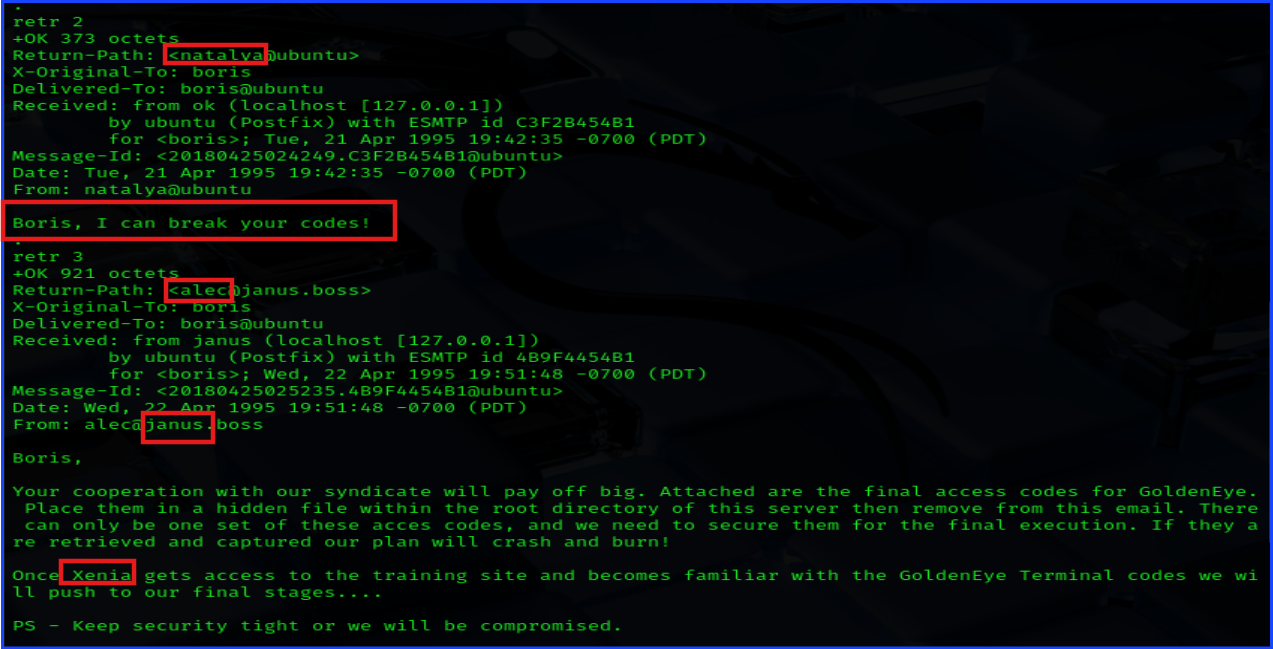 .
retr 2
+OK 373 octets
Return-Path: <natalya@ubuntu>
X-Original-To: boris
Delivered-To: boris@ubuntu
Received: from ok (localhost [127.0.0.1])
        by ubuntu (Postfix) with ESMTP id C3F2B454B1
        for <boris>; Tue, 21 Apr 1995 19:42:35 -0700 (PDT)
Message-Id: <20180425024249.C3F2B454B1@ubuntu>
Date: Tue, 21 Apr 1995 19:42:35 -0700 (PDT)
From: natalya@ubuntu

Boris, I can break your codes!
.
retr 3
+OK 921 octets
Return-Path: <alec@janus.boss>
X-Original-To: boris
Delivered-To: boris@ubuntu
Received: from janus (localhost [127.0.0.1])
        by ubuntu (Postfix) with ESMTP id 4B9F4454B1
        for <boris>; Wed, 22 Apr 1995 19:51:48 -0700 (PDT)
Message-Id: <20180425025235.4B9F4454B1@ubuntu>
Date: Wed, 22 Apr 1995 19:51:48 -0700 (PDT)
From: alec@janus.boss

Boris,

Your cooperation with our syndicate will pay off big. Attached are the final access codes for GoldenEye.
 Place them in a hidden file within the root directory of this server then remove from this email. There
 can only be one set of these acces codes, and we need to secure them for the final execution. If they a
re retrieved and captured our plan will crash and burn!

Once Xenia gets access to the training site and becomes familiar with the GoldenEye Terminal codes we wi
ll push to our final stages....

PS - Keep security tight or we will be compromised.